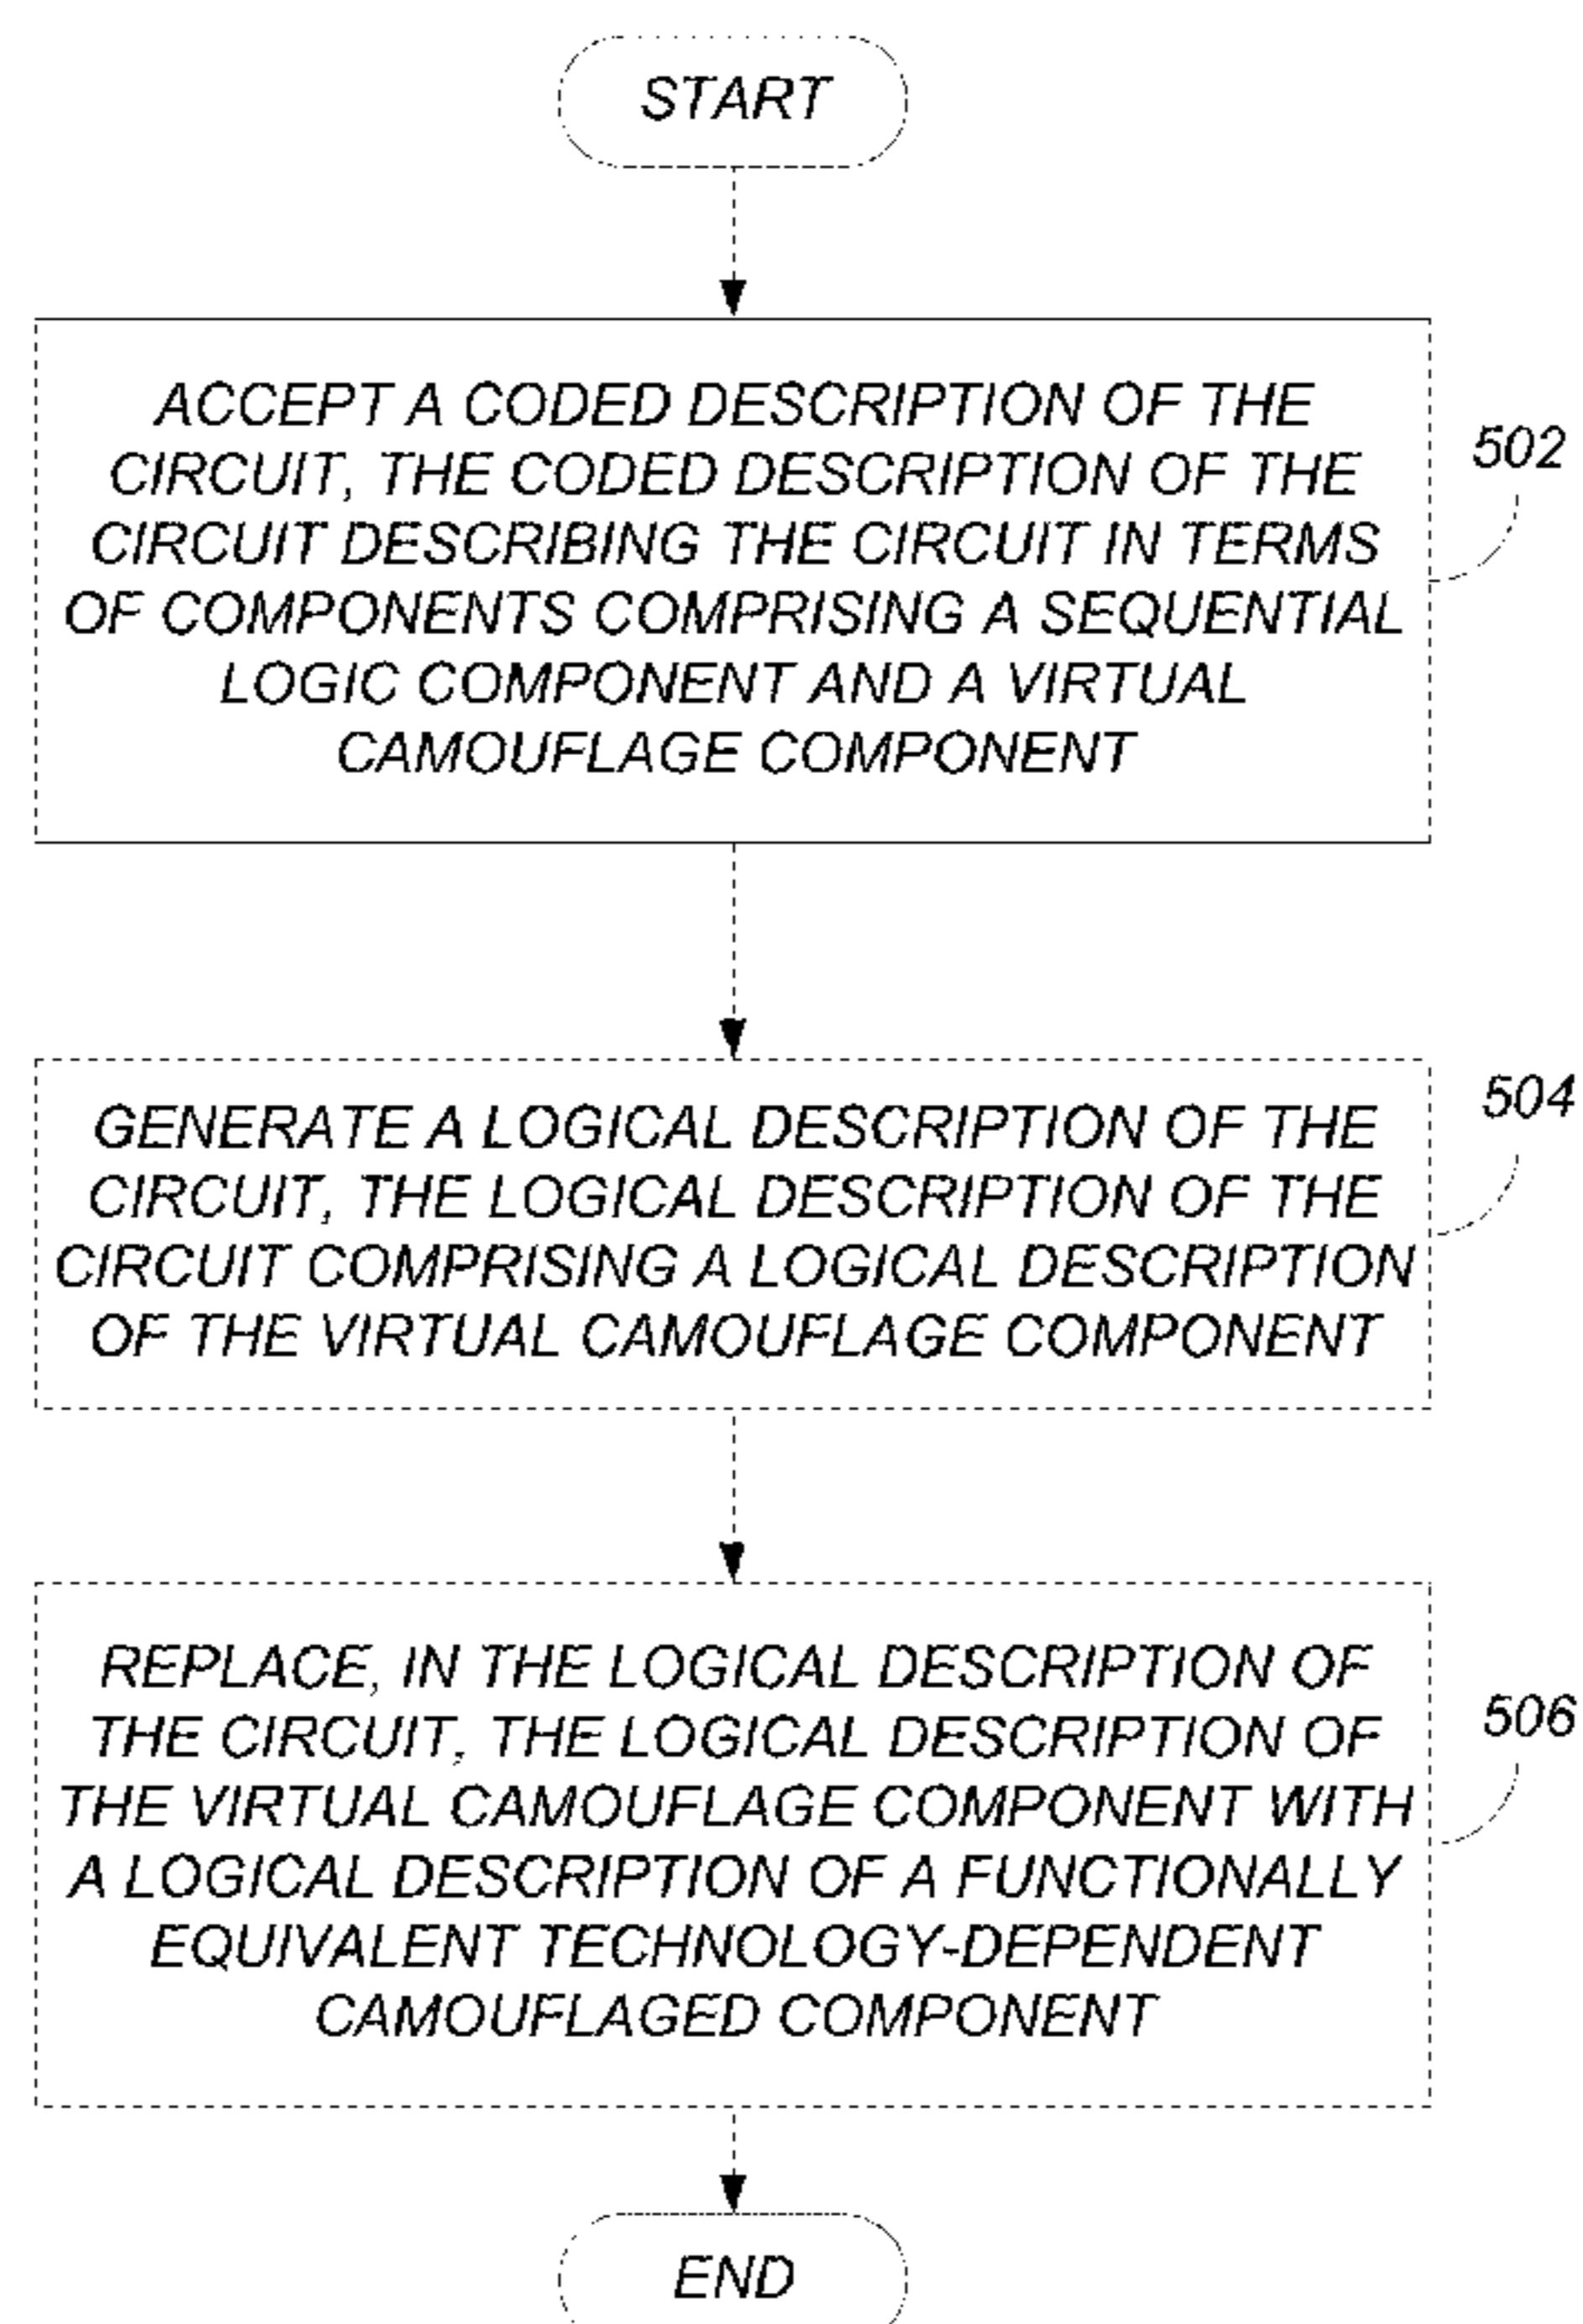 START
ACCEPT A CODED DESCRIPTION OF THE
CIRCUIT, THE CODED DESCRIPTION OF THE
CIRCUIT DESCRIBING THE CIRCUIT IN TERMS
OF COMPONENTS COMPRISING A SEQUENTIAL
LOGIC COMPONENT AND A VIRTUAL
CAMOUFLAGE COMPONENT
502
GENERATE A LOGICAL DESCRIPTION OF THE
CIRCUIT, THE LOGICAL DESCRIPTION OF THE
CIRCUIT COMPRISING A LOGICAL DESCRIPTION
OF THE VIRTUAL CAMOUFLAGE COMPONENT
504
REPLACE, IN THE LOGICAL DESCRIPTION OF
THE CIRCUIT, THE LOGICAL DESCRIPTION OF
THE VIRTUAL CAMOUFLAGE COMPONENT WITH
A LOGICAL DESCRIPTION OF A FUNCTIONALLY
EQUIVALENT TECHNOLOGY-DEPENDENT
CAMOUFLAGED COMPONENT
506
END